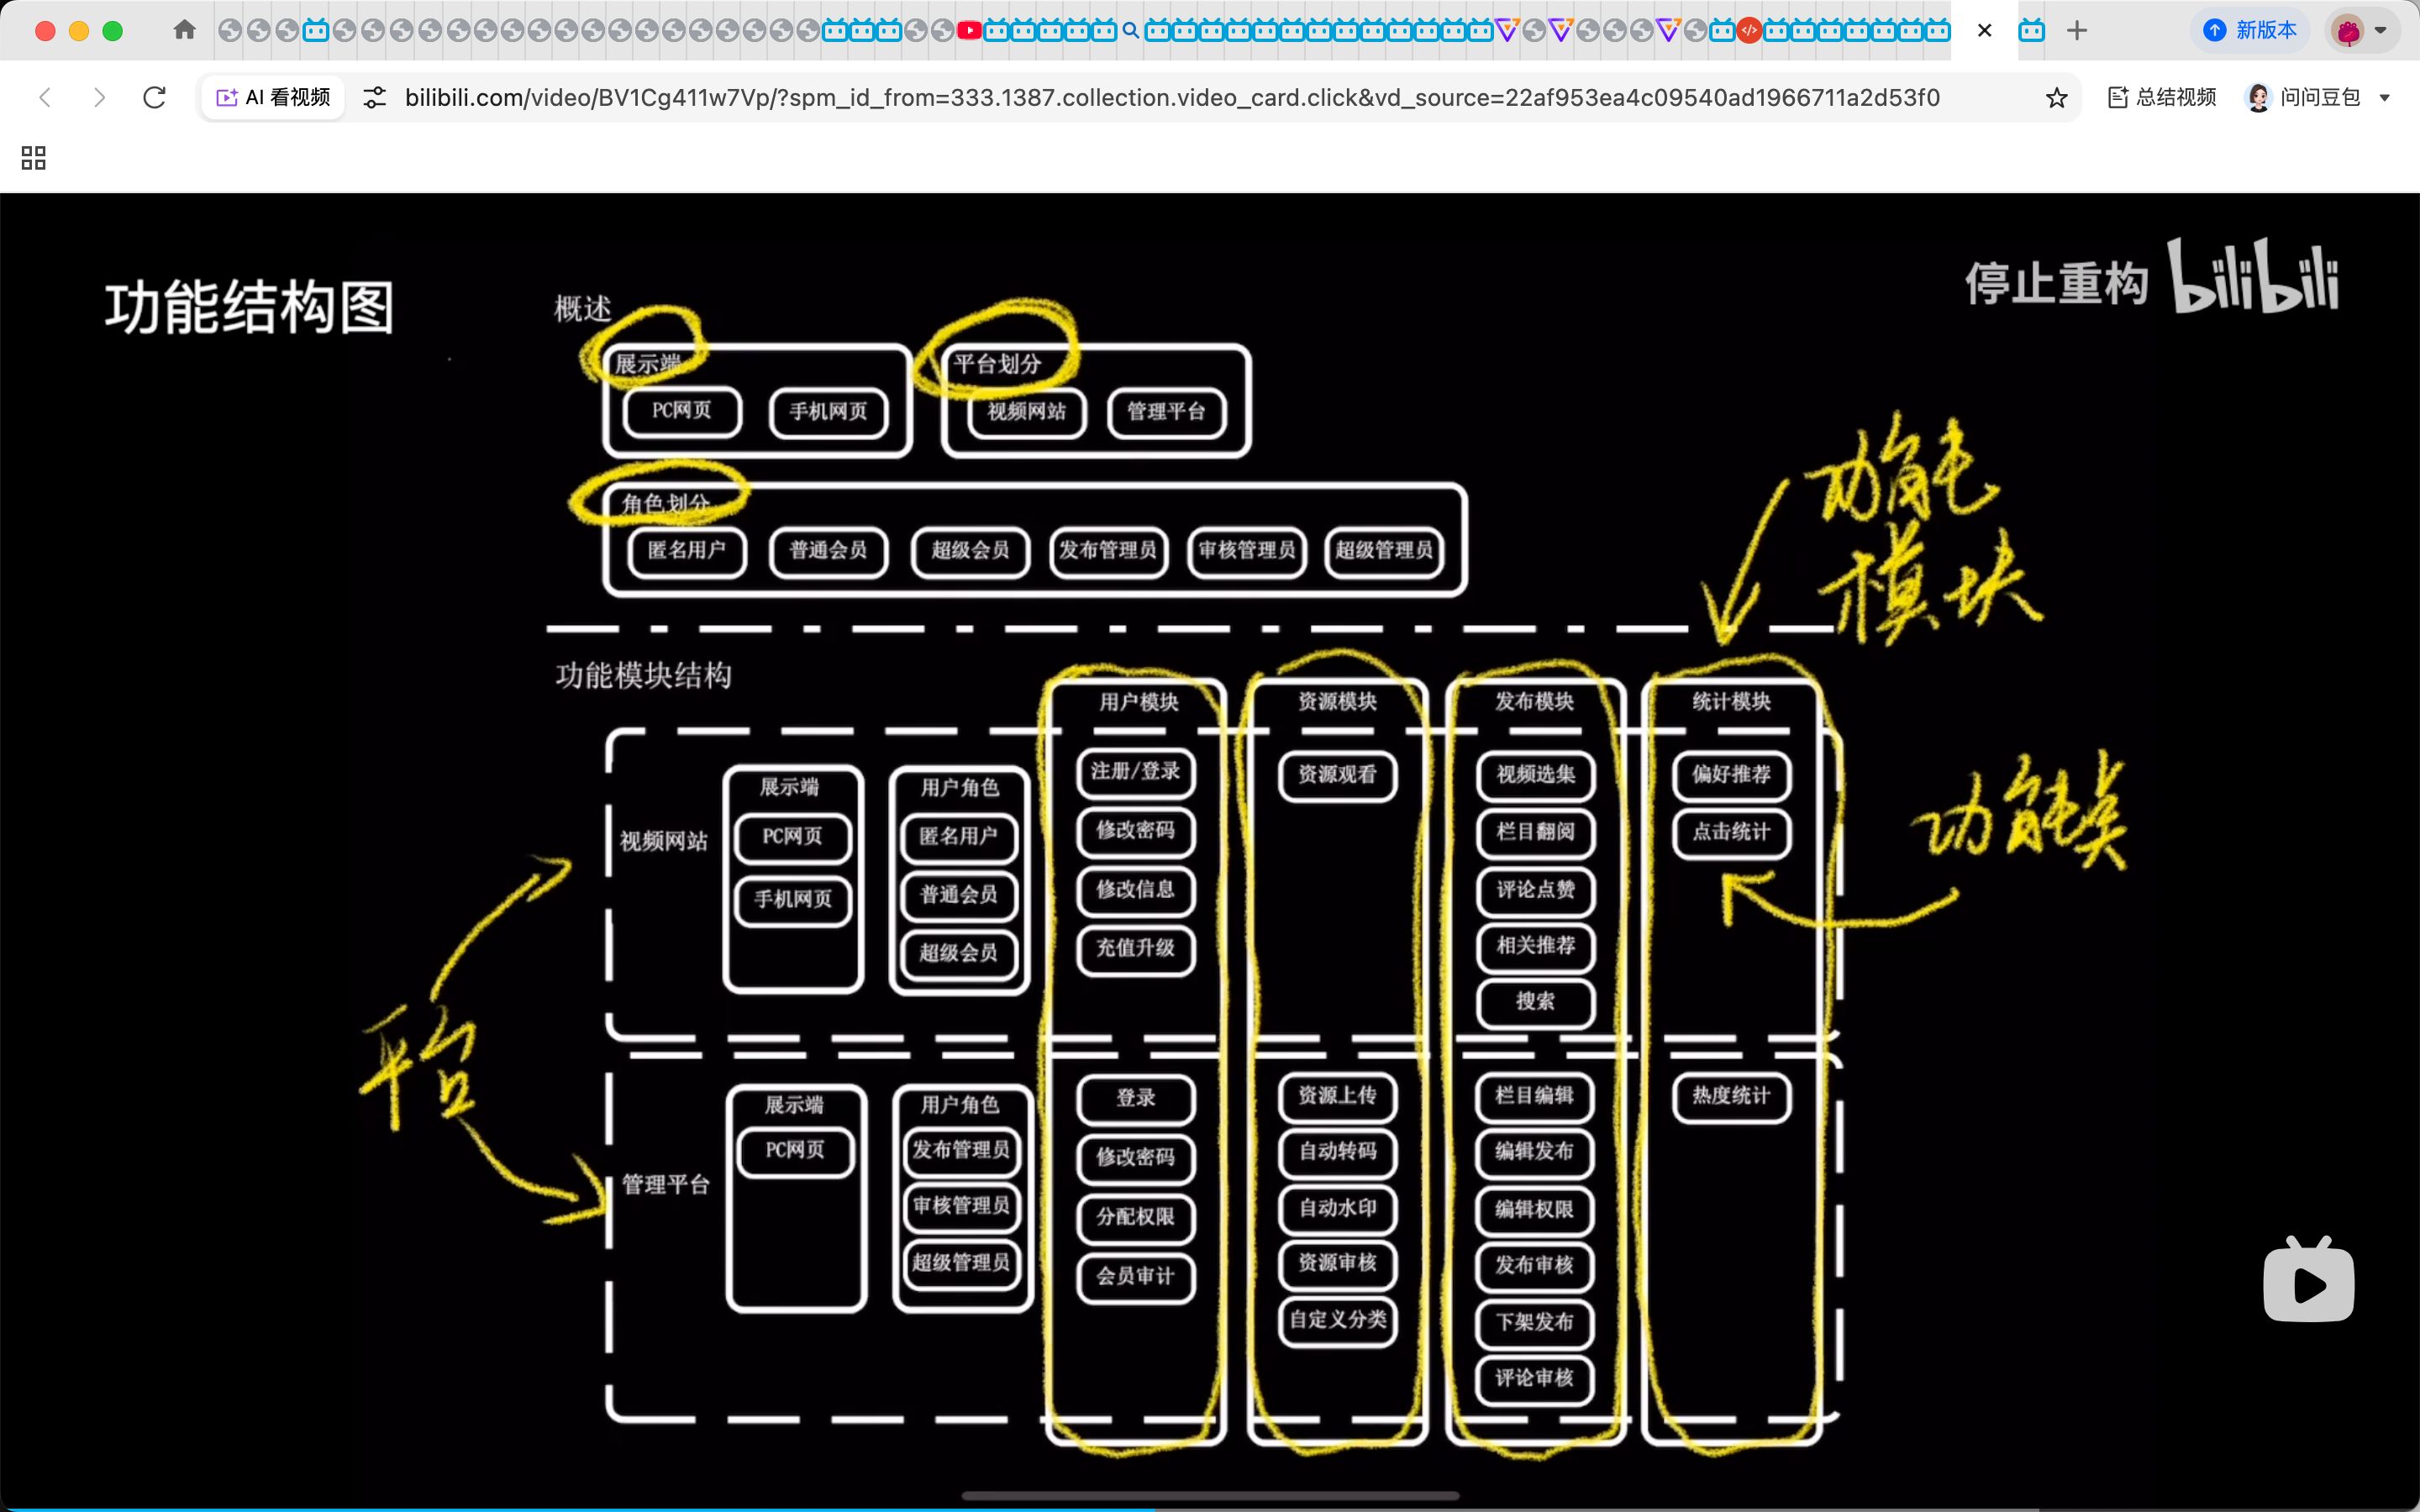 新版本
AI 看视频
bilibili.com/video/BV1Cg411w7Vp/?spm_id_from=333.1387.collection.video_card.click&vd_source=22af953ea4c09540ad1966711a2d53f0
总结视频
问问豆包
功能结构图
停止重构 bilibili
概述
展示端
PC网页 手机网页
平台划分
视频网站 管理平台
角色划分
匿名用户 普通会员 超级会员 发布管理员 审核管理员 超级管理员
功能
模块
功能模块结构
用户模块 资源模块 发布模块 统计模块
视频网站
展示端
PC网页
手机网页
用户角色
匿名用户
普通会员
超级会员
注册/登录
修改密码
修改信息
充值升级
资源观看
视频选集
栏目翻阅
评论点赞
相关推荐
搜索
偏好推荐
点击统计
功能类
平台
管理平台
展示端
PC网页
用户角色
发布管理员
审核管理员
超级管理员
登录
修改密码
分配权限
会员审计
资源上传
自动转码
自动水印
资源审核
自定义分类
栏目编辑
编辑发布
编辑权限
发布审核
下架发布
评论审核
热度统计